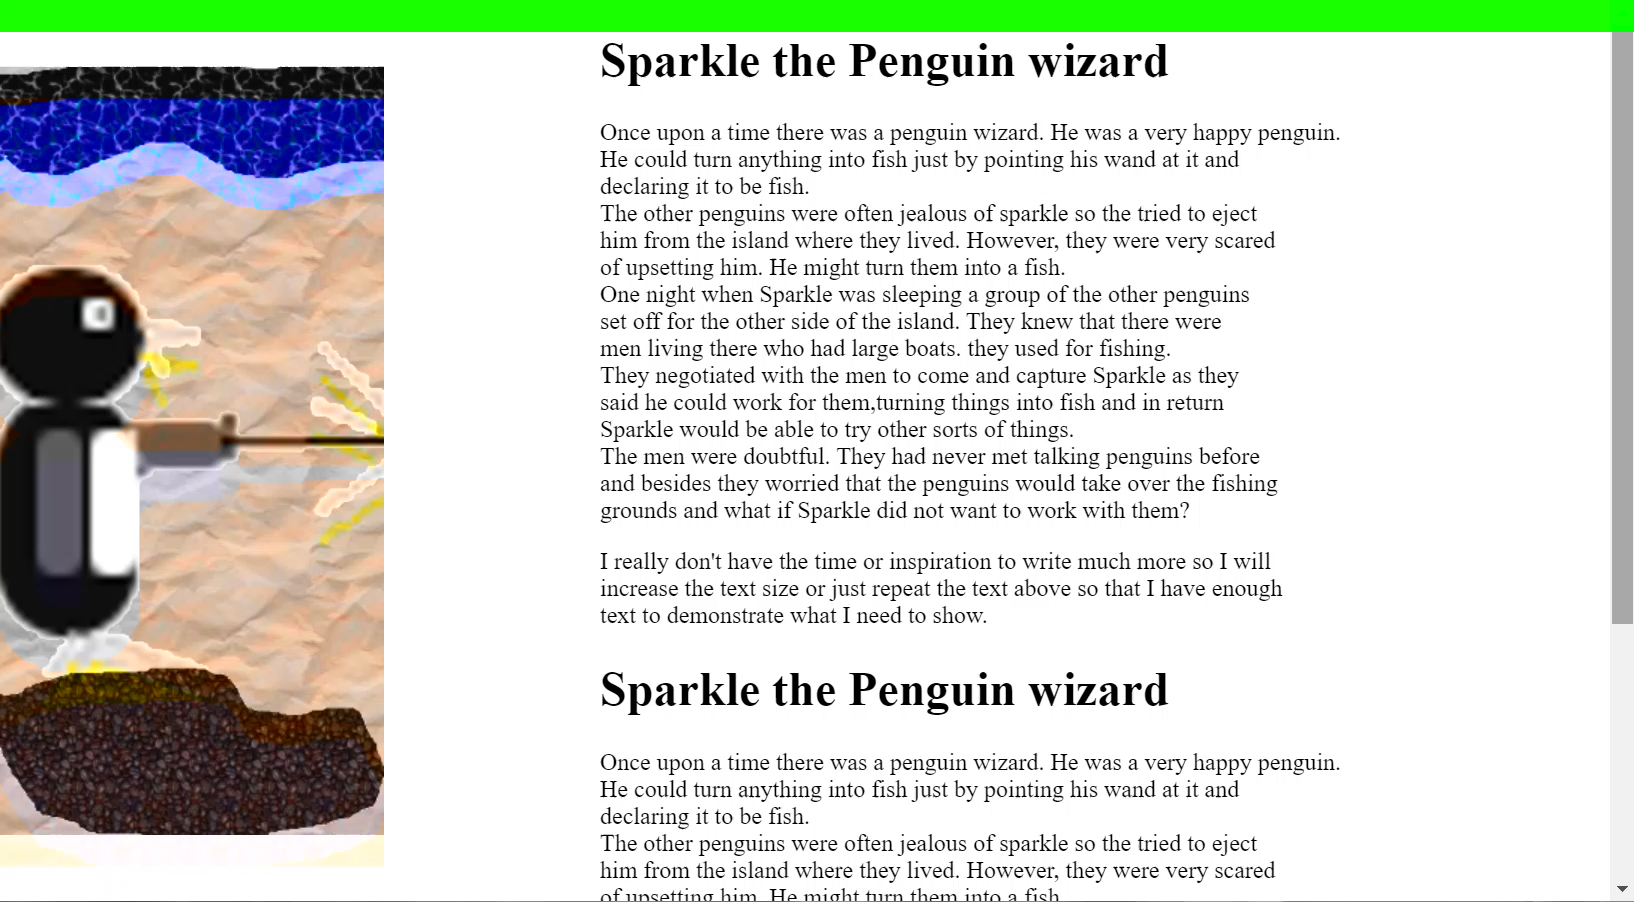 Sparkle the Penguin wizard
Once upon a time there was a penguin wizard. He was a very happy penguin.
He could turn anything into fish just by pointing his wand at it and
declaring it to be fish.
The other penguins were often jealous of sparkle so the tried to eject
him from the island where they lived. However, they were very scared
of upsetting him. He might turn them into a fish.
One night when Sparkle was sleeping a group of the other penguins
set off for the other side of the island. They knew that there were
men living there who had large boats. they used for fishing.
They negotiated with the men to come and capture Sparkle as they
said he could work for them,turning things into fish and in return
Sparkle would be able to try other sorts of things.
The men were doubtful. They had never met talking penguins before
and besides they worried that the penguins would take over the fishing
grounds and what if Sparkle did not want to work with them?
I really don't have the time or inspiration to write much more so I will
increase the text size or just repeat the text above so that I have enough
text to demonstrate what I need to show.
Sparkle the Penguin wizard
Once upon a time there was a penguin wizard. He was a very happy penguin.
He could turn anything into fish just by pointing his wand at it and
declaring it to be fish.
The other penguins were often jealous of sparkle so the tried to eject
him from the island where they lived. However, they were very scared
of upsetting him. He might turn them into a fish.